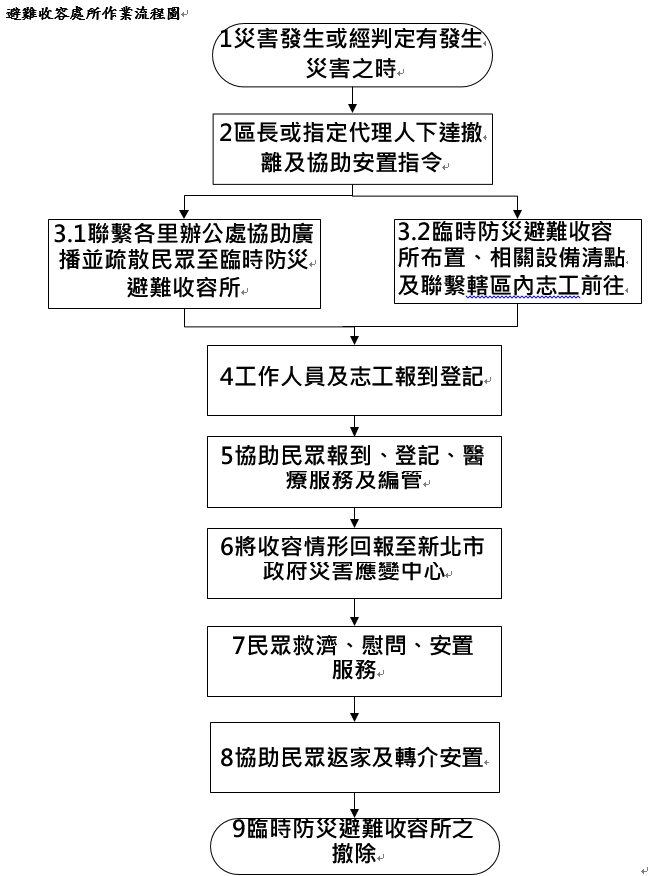 避難收容處所作業流程圖
1災害發生或經判定有發生
災害之時
2區長或指定代理人下達撤
離及協助安置指令
3.1聯繫各里辦公處協助廣
播並疏散民眾至臨時防災
避難收容所
3.2臨時防災避難收容
所布置、相關設備清點
及聯繫轄區內志工前往
4工作人員及志工報到登記
5協助民眾報到、登記、醫
療服務及編管
6將收容情形回報至新北市
政府災害應變中心
7民眾救濟、慰問、安置
服務
8協助民眾返家及轉介安置
9臨時防災避難收容所之
撤除